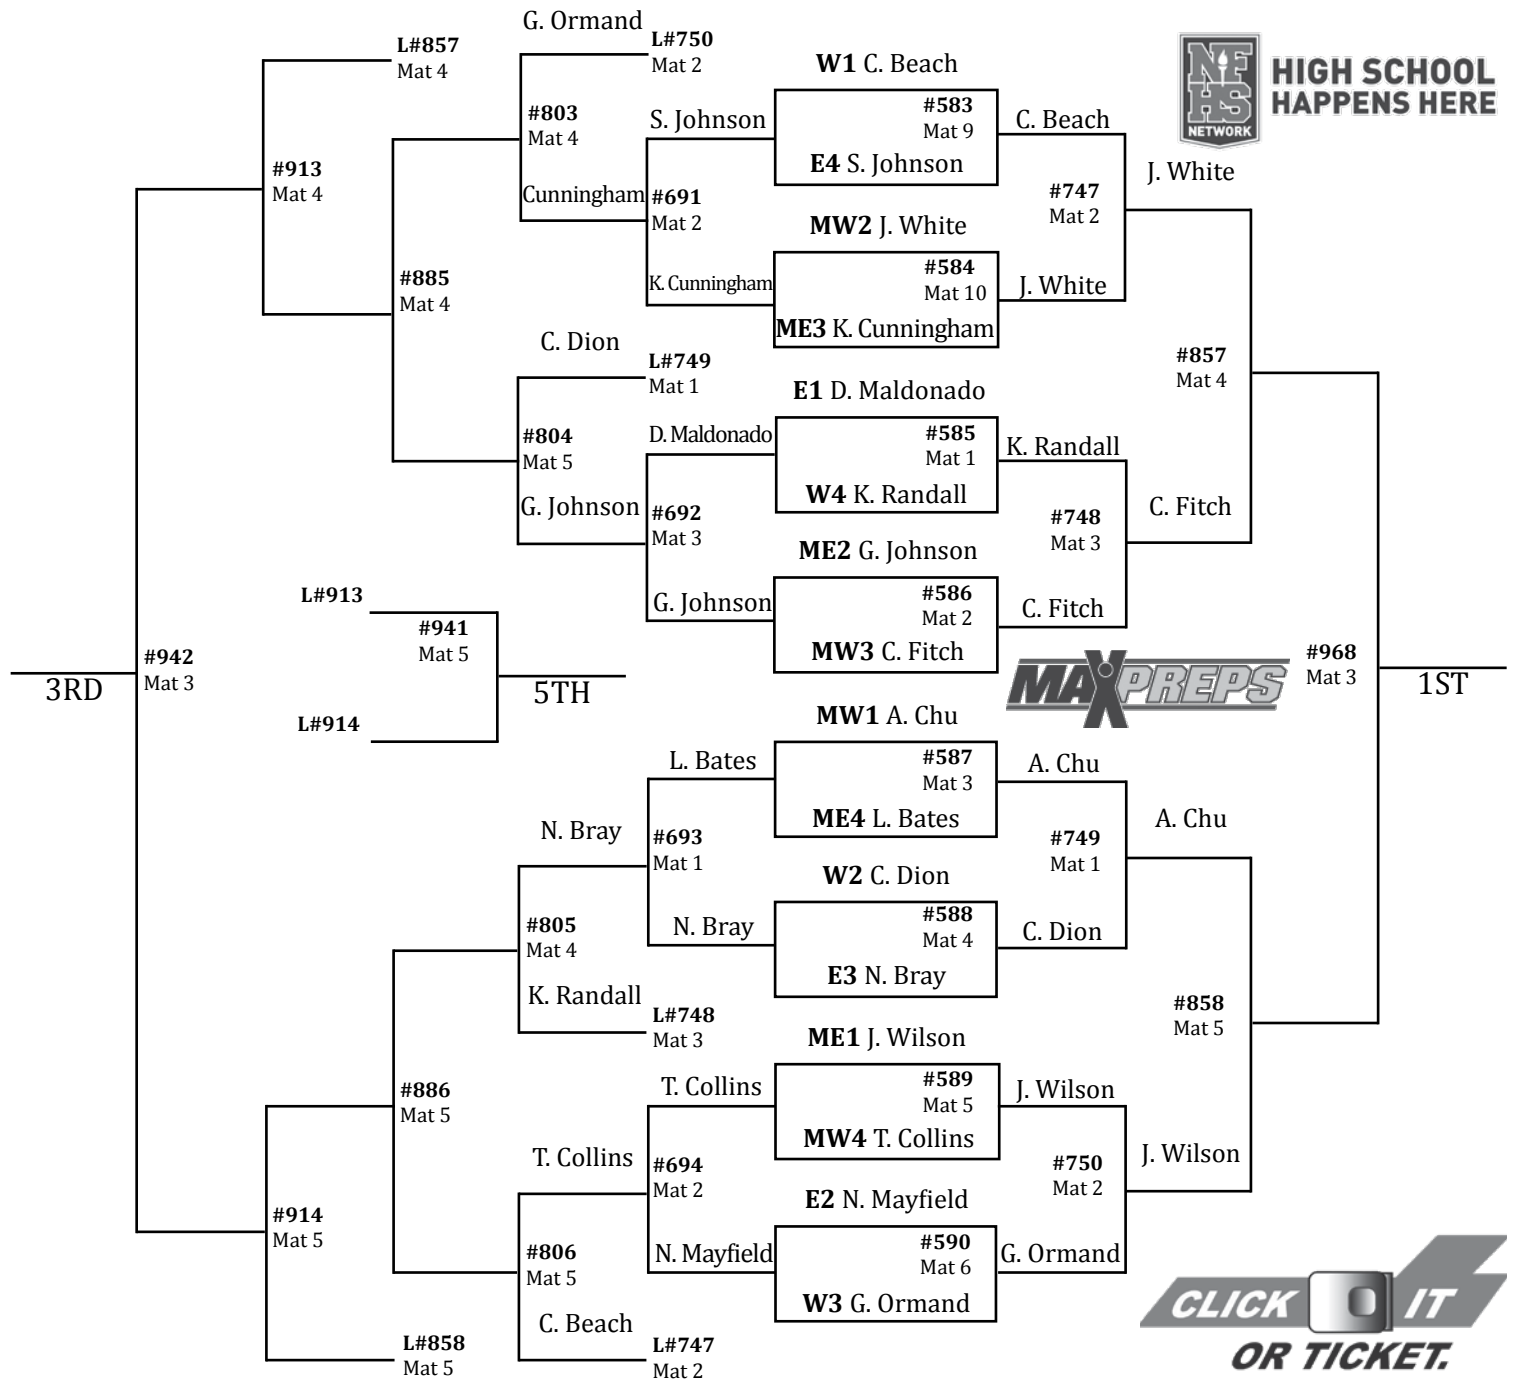 G. Ormand
L#857
Mat 4
L#750
Mat 2
W1 C. Beach
NFHS
NETWORK
HIGH SCHOOL
HAPPENS HERE
#803
Mat 4
S. Johnson
#583
Mat 9
C. Beach
E4 S. Johnson
#913
Mat 4
J. White
Cunningham
#691
Mat 2
#747
Mat 2
MW2 J. White
#885
Mat 4
K. Cunningham
#584
Mat 10
J. White
ME3 K. Cunningham
C. Dion
L#749
Mat 1
#857
Mat 4
E1 D. Maldonado
#804
Mat 5
D. Maldonado
#585
Mat 1
K. Randall
G. Johnson
#692
Mat 3
W4 K. Randall
#748
Mat 3
C. Fitch
ME2 G. Johnson
L#913
G. Johnson
#586
Mat 2
C. Fitch
#941
Mat 5
MW3 C. Fitch
#942
Mat 3
3RD
5TH
MAXPREPS
#968
Mat 3
1ST
L#914
MW1 A. Chu
L. Bates
#587
Mat 3
A. Chu
ME4 L. Bates
N. Bray
#693
Mat 1
#749
Mat 1
A. Chu
W2 C. Dion
#805
Mat 4
N. Bray
#588
Mat 4
C. Dion
E3 N. Bray
K. Randall
L#748
Mat 3
#858
Mat 5
ME1 J. Wilson
#886
Mat 5
T. Collins
#589
Mat 5
J. Wilson
MW4 T. Collins
T. Collins
#694
Mat 2
#750
Mat 2
J. Wilson
E2 N. Mayfield
#914
Mat 5
#806
Mat 5
N. Mayfield
#590
Mat 6
G. Ormand
W3 G. Ormand
C. Beach
L#858
Mat 5
L#747
Mat 2
CLICK IT
OR TICKET.